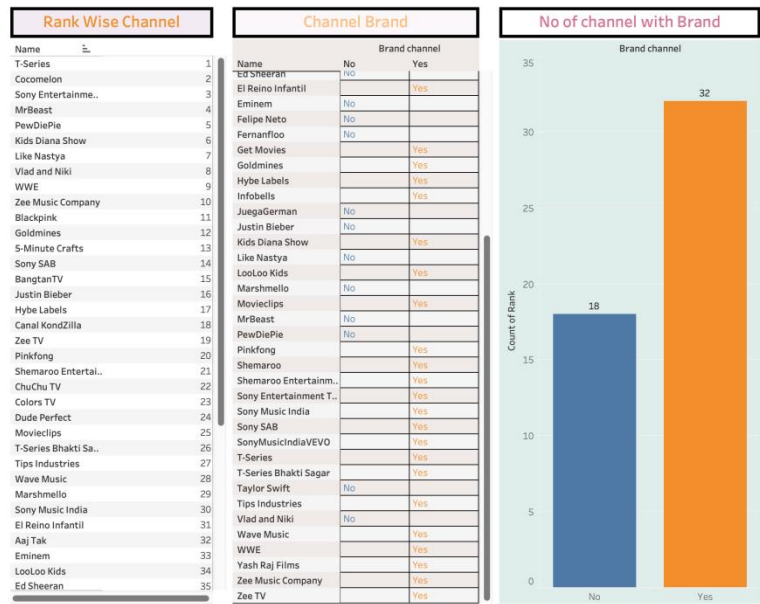 Rank Wise Channel
Name
T-Series 1
Cocomelon 2
Sony Entertainme.. 3
MrBeast 4
PewDiePie 5
Kids Diana Show 6
Like Nastya 7
Vlad and Niki 8
WWE 9
Zee Music Company 10
Blackpink 11
Goldmines 12
5-Minute Crafts 13
Sony SAB 14
BangtanTV 15
Justin Bieber 16
Hybe Labels 17
Canal KondZilla 18
Zee TV 19
Pinkfong 20
Shemaroo Entertai.. 21
ChuChu TV 22
Colors TV 23
Dude Perfect 24
Movieclips 25
T-Series Bhakti Sa.. 26
Tips Industries 27
Wave Music 28
Marshmello 29
Sony Music India 30
El Reino Infantil 31
Aaj Tak 32
Eminem 33
LooLoo Kids 34
Ed Sheeran 35
Channel Brand
Brand channel
Name No Yes
Ed Sheeran No
El Reino Infantil Yes
Eminem No
Felipe Neto No
Fernanfloo No
Get Movies Yes
Goldmines Yes
Hybe Labels Yes
Infobells Yes
JuegaGerman No
Justin Bieber No
Kids Diana Show Yes
Like Nastya No
LooLoo Kids Yes
Marshmello No
Movieclips Yes
MrBeast No
PewDiePie No
Pinkfong Yes
Shemaroo Yes
Shemaroo Entertainm.. Yes
Sony Entertainment T.. Yes
Sony Music India Yes
Sony SAB Yes
SonyMusicIndiaVEVO Yes
T-Series Yes
T-Series Bhakti Sagar Yes
Taylor Swift No
Tips Industries Yes
Vlad and Niki No
Wave Music Yes
WWE Yes
Yash Raj Films Yes
Zee Music Company Yes
Zee TV Yes
No of channel with Brand
Brand channel
35
32
30
25
20
18
Count of Rank
15
10
5
0
No Yes